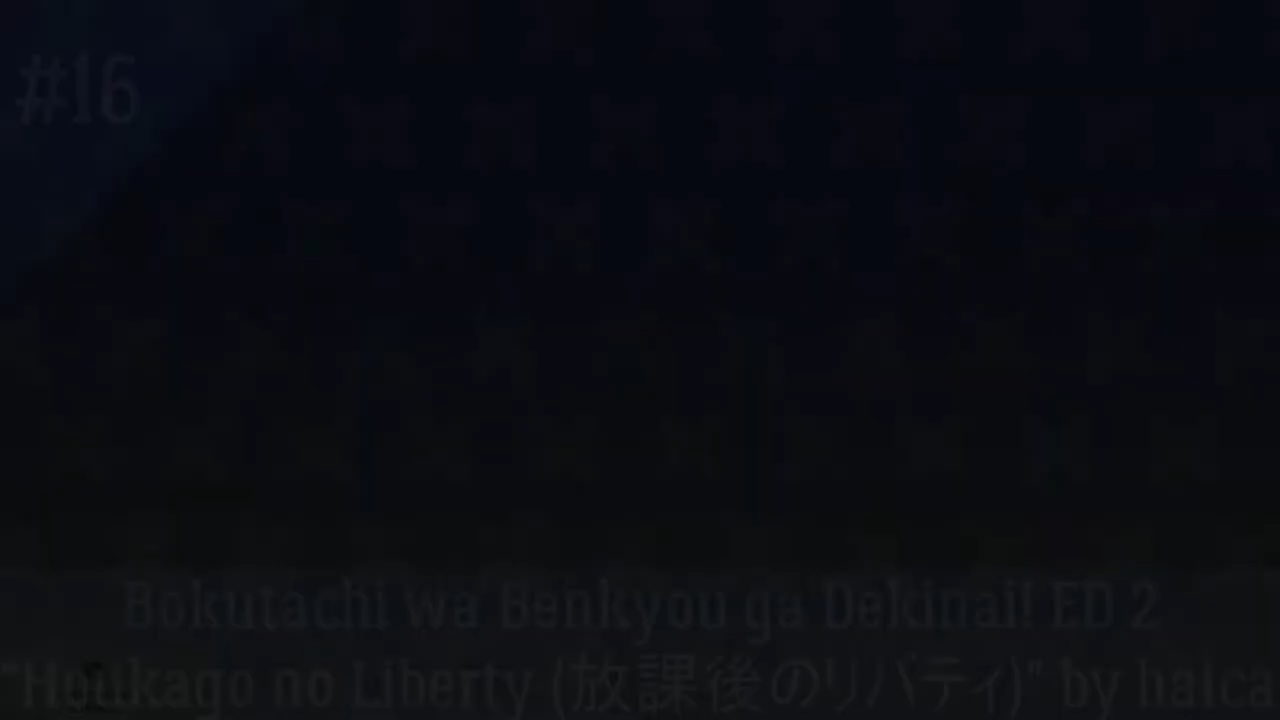 #16
Bokutachi wa Benkyou ga Dekinai! ED 2
"Houkago no Liberty (放課後のリバティ)" by halca